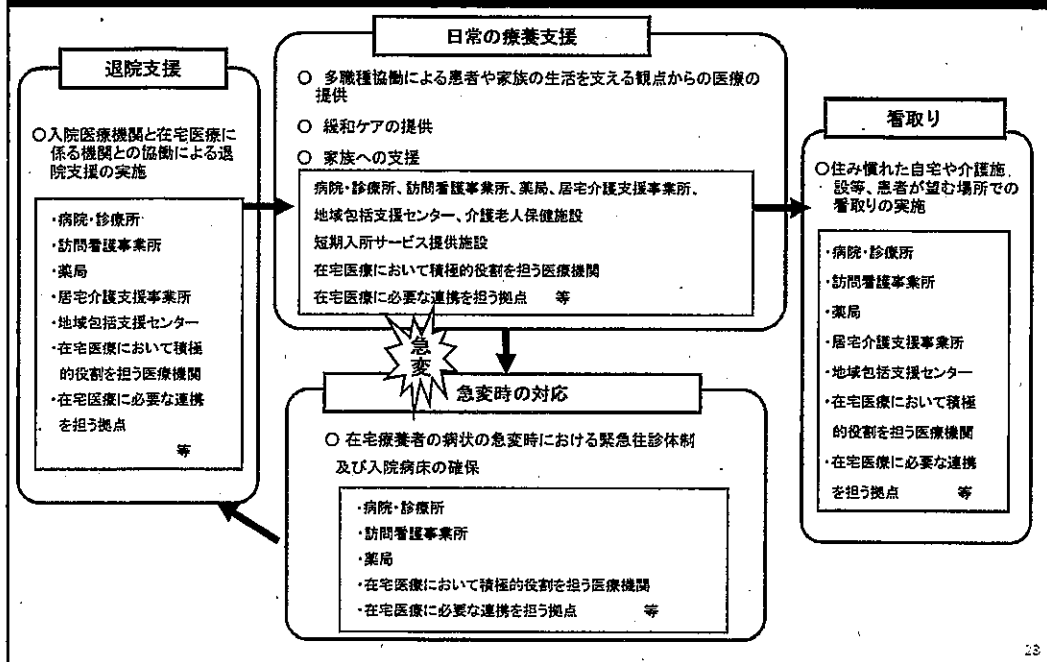 退院支援
○入院医療機関と在宅医療に
係る機関との協働による退
院支援の実施
・病院・診療所
・訪問看護事業所
・薬局
・居宅介護支援事業所
・地域包括支援センター
・在宅医療において積極
的役割を担う医療機関
・在宅医療に必要な連携
を担う拠点
等
日常の療養支援
○ 多職種協働による患者や家族の生活を支える観点からの医療の
提供
○ 緩和ケアの提供
○ 家族への支援
病院・診療所、訪問看護事業所、薬局、居宅介護支援事業所、
地域包括支援センター、介護老人保健施設
短期入所サービス提供施設
在宅医療において積極的役割を担う医療機関
在宅医療に必要な連携を担う拠点 等
急変
急変時の対応
○ 在宅療養者の病状の急変時における緊急往診体制
及び入院病床の確保
・病院・診療所
・訪問看護事業所
・薬局
・在宅医療において積極的役割を担う医療機関
・在宅医療に必要な連携を担う拠点 等
看取り
○住み慣れた自宅や介護施
設等、患者が望む場所での
看取りの実施
・病院・診療所
・訪問看護事業所
・薬局
・居宅介護支援事業所
・地域包括支援センター
・在宅医療において積極
的役割を担う医療機関
・在宅医療に必要な連携
を担う拠点 等